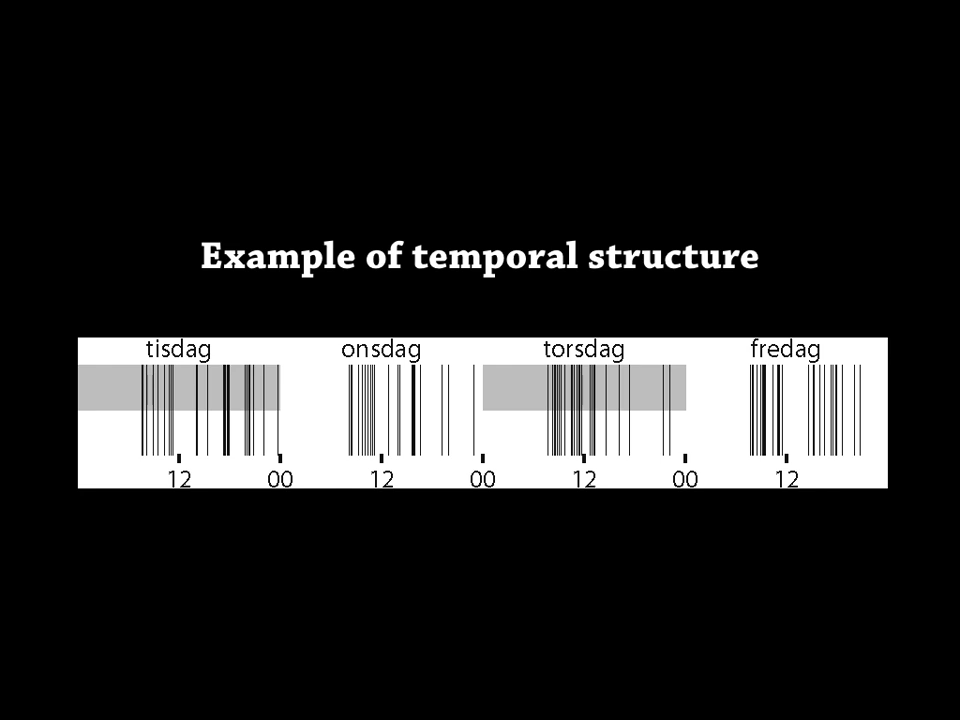 Example of temporal structure
tisdag onsdag torsdag fredag
12 00 12 00 12 00 12